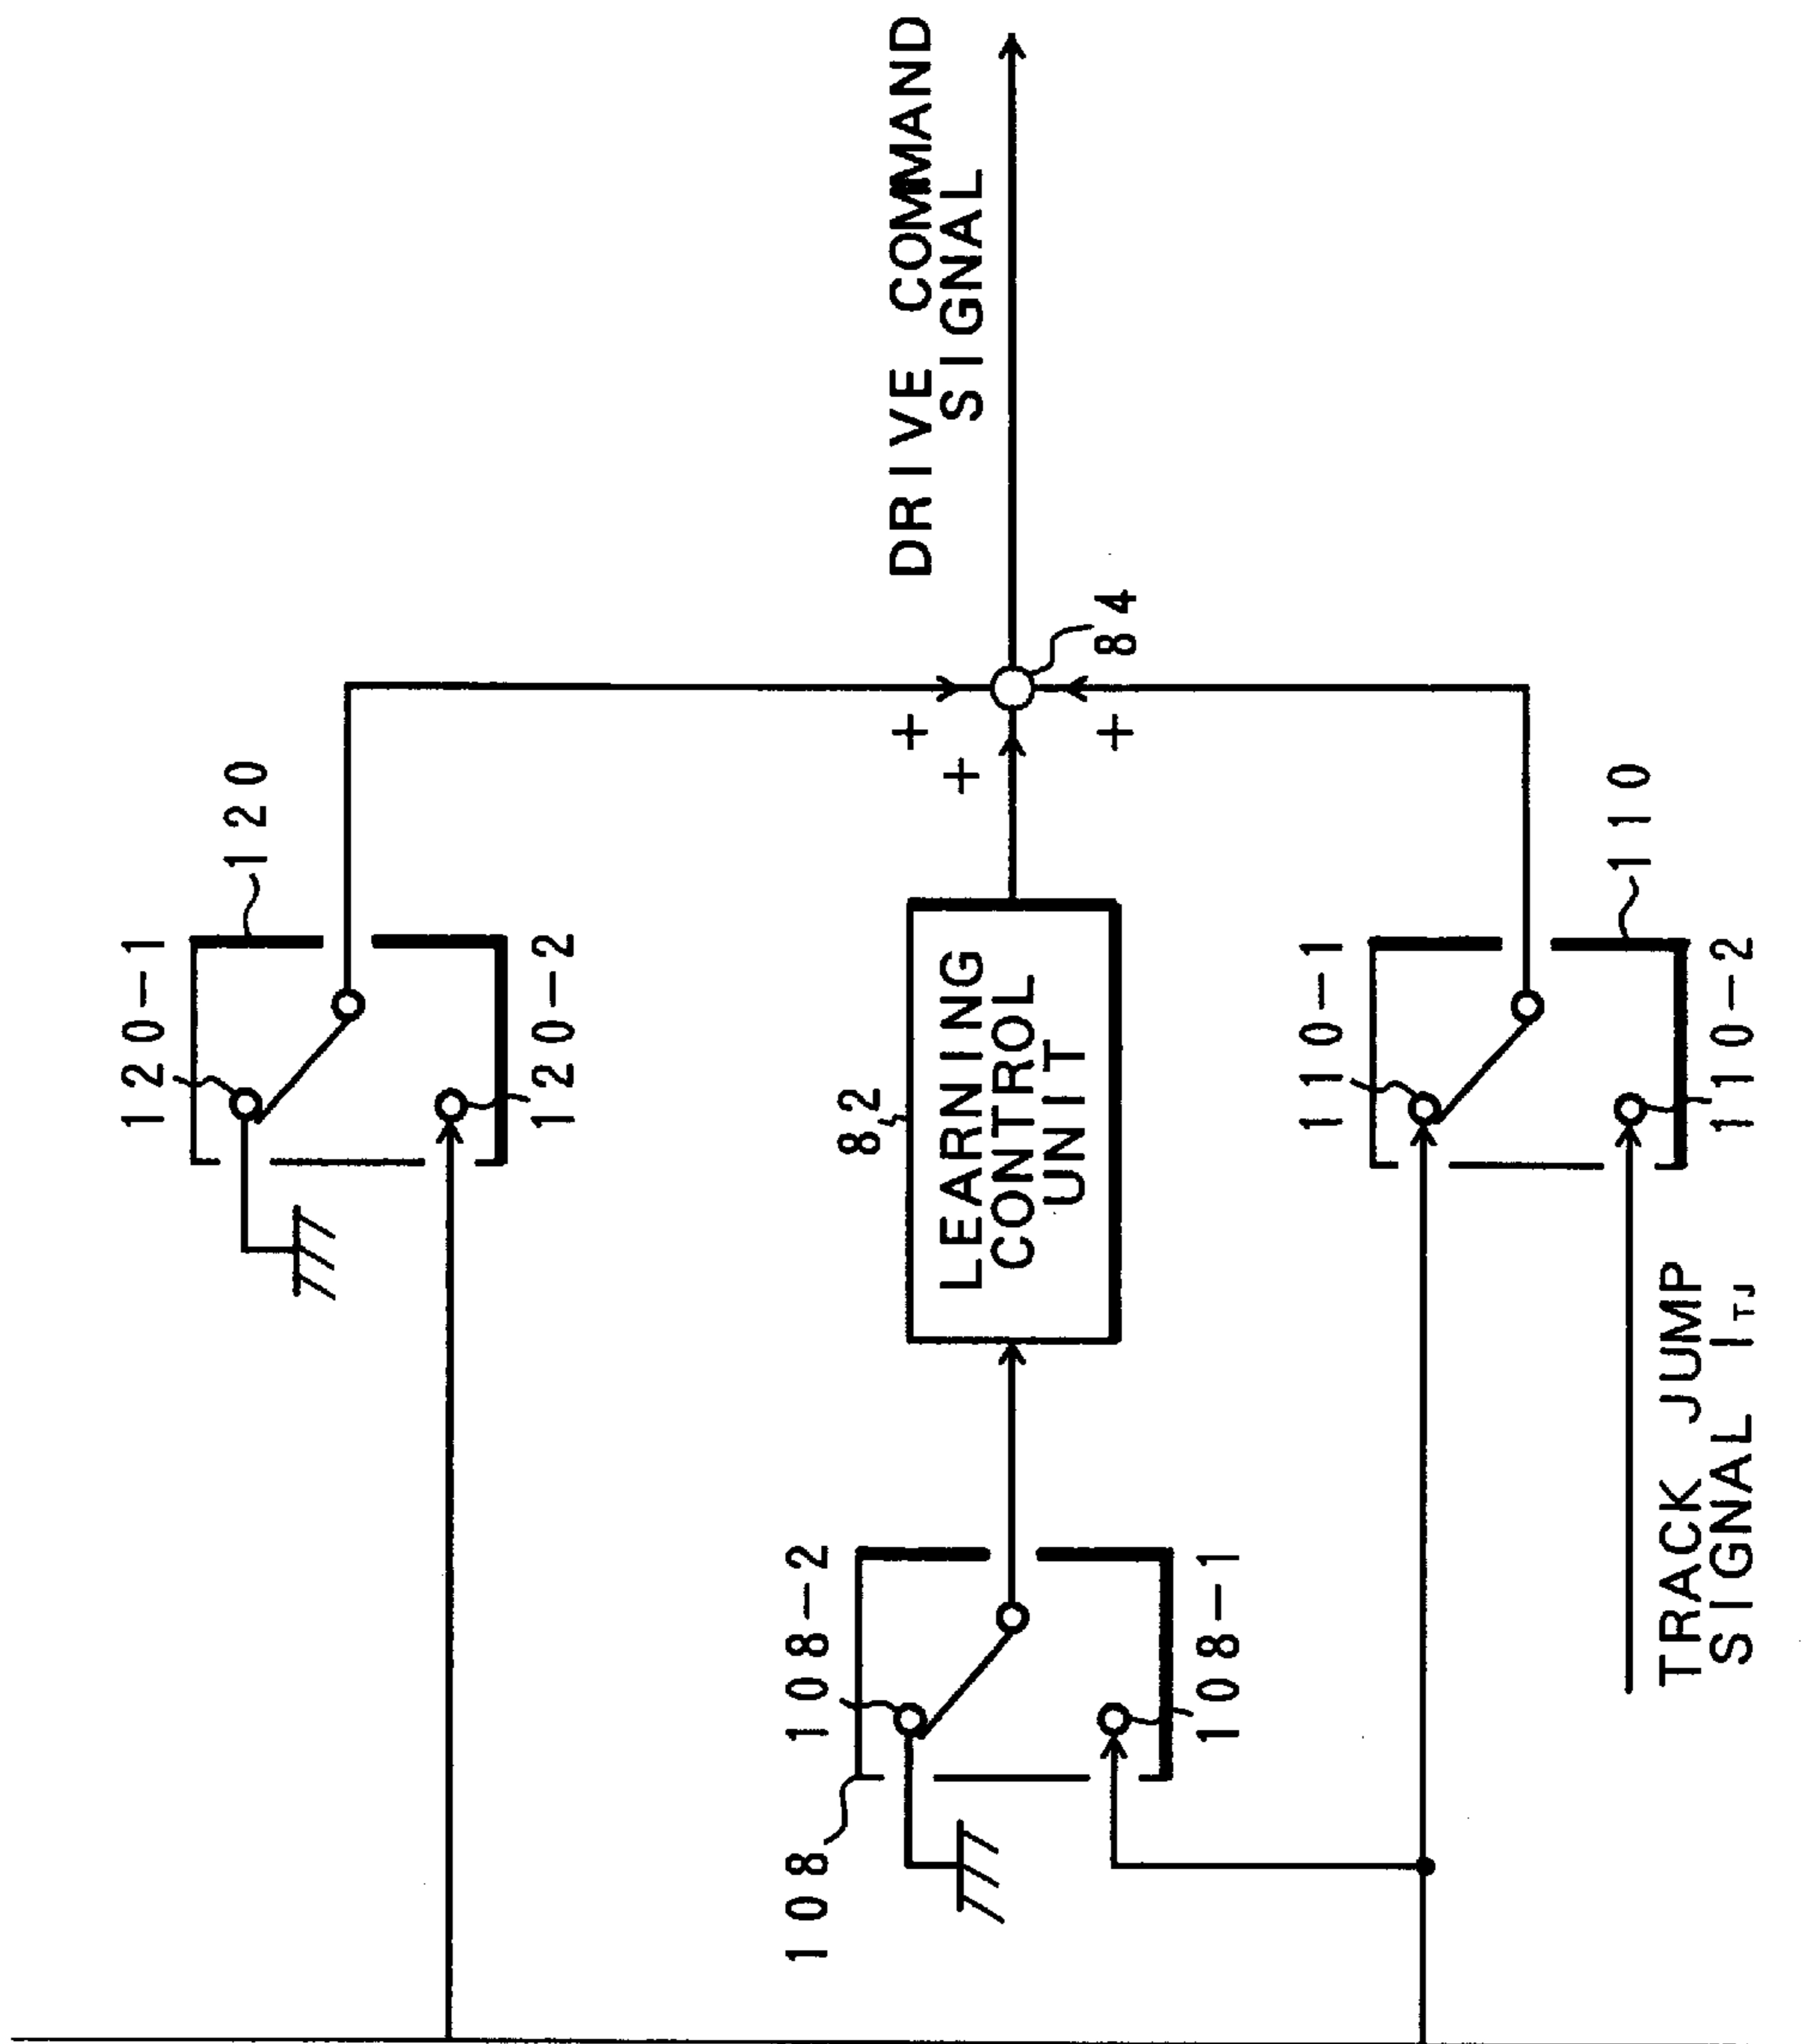 120-1
120
120-2
108
108-2
108-1
82
LEARNING
CONTROL
UNIT
+
+
+
84
DRIVE COMMAND
SIGNAL
110-1
110
110-2
TRACK JUMP
SIGNAL ITJ